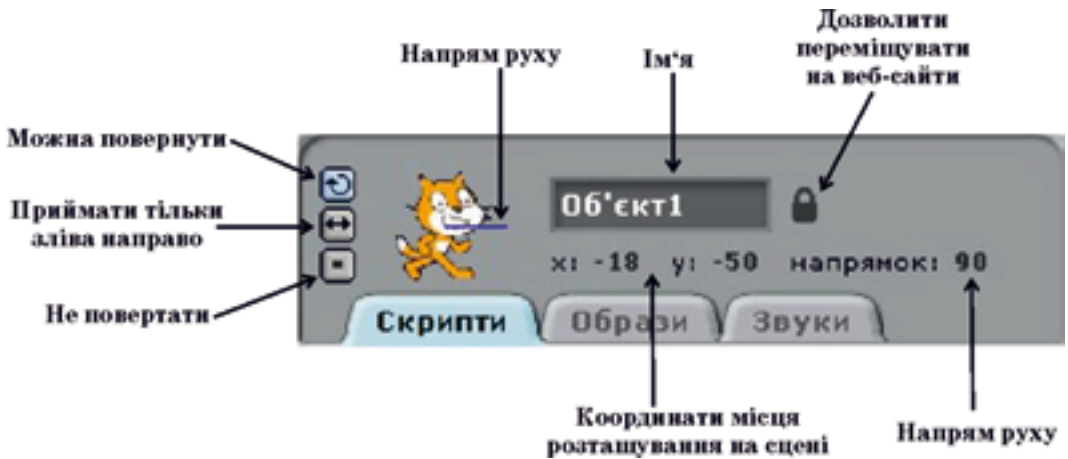 Дозволити
переміщувати
на веб-сайти
Напрям руху
Ім‘я
Можна повернути
Приймати тільки
зліва направо
Не повертати
Об'єкт1
x: -18 y: -50 напрямок: 90
Скрипти Образи Звуки
Координати місця
розташування на сцені
Напрям руху